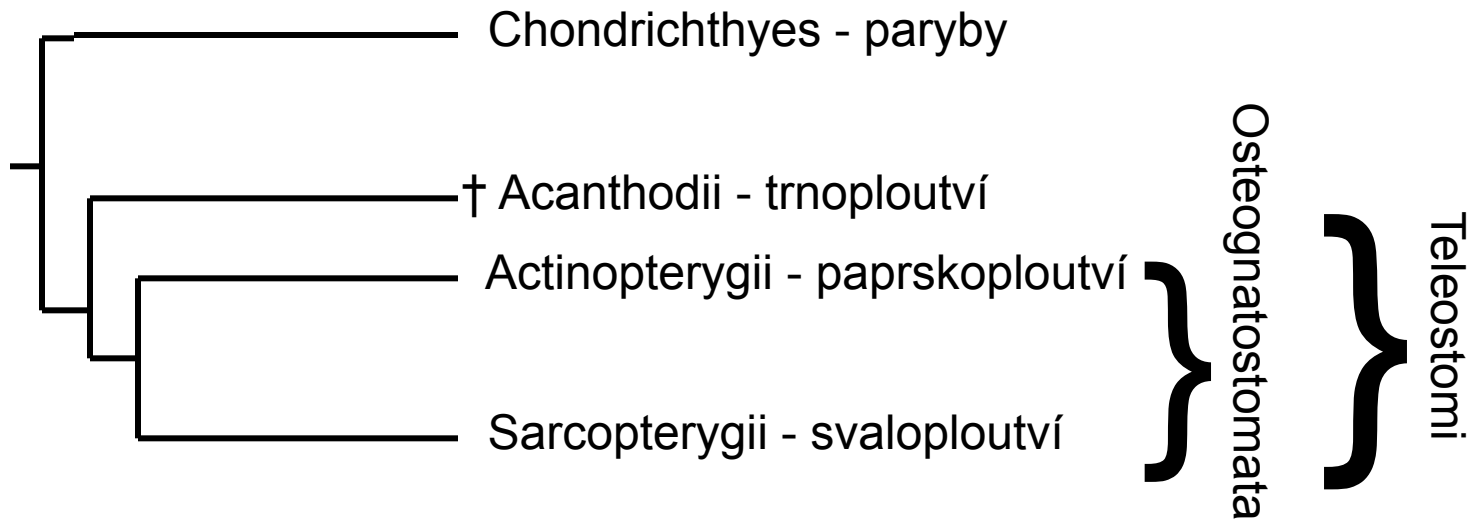 Chondrichthyes - paryby
† Acanthodii - trnoploutví
Actinopterygii - paprskoploutví
Sarcopterygii - svaloploutví
Osteognatostomata
Teleostomi